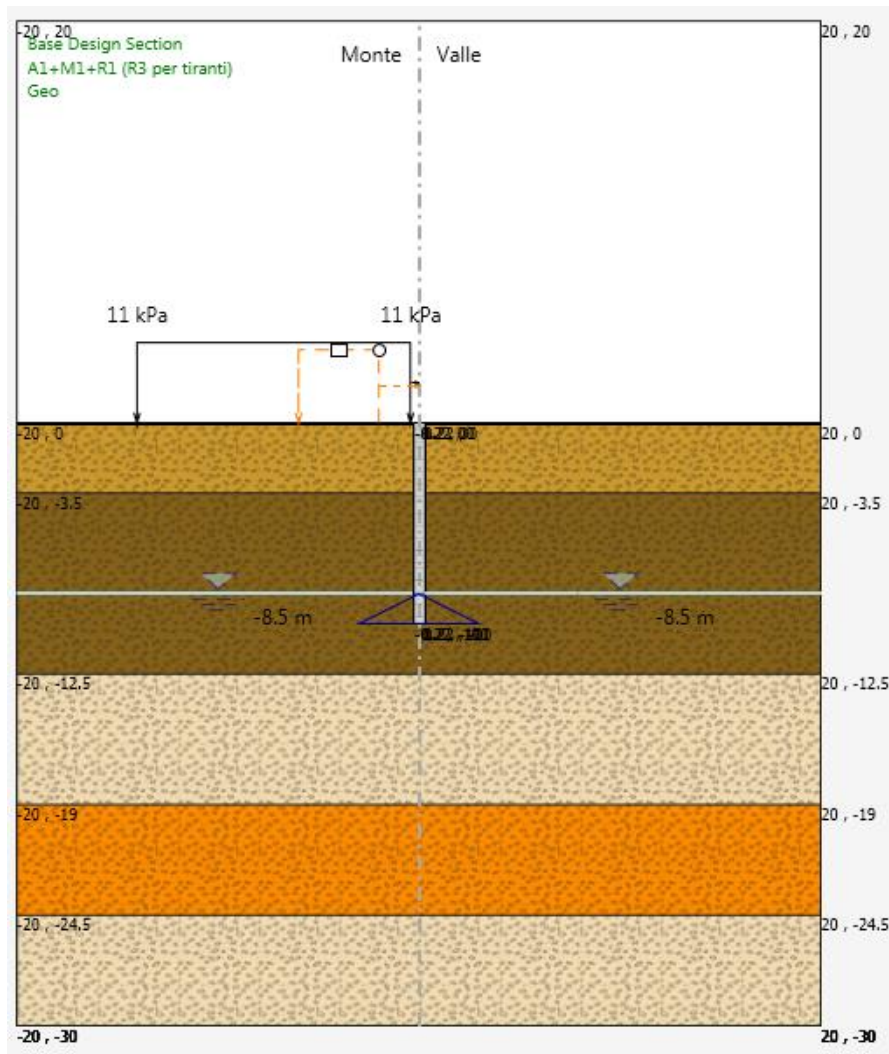 -20 , 20
20 , 20
Base Design Section
A1+M1+R1 (R3 per tiranti)
Geo
Monte
Valle
11 kPa
11 kPa
-20 , 0
20 , 0
-20 , -3.5
20 , -3.5
-8.5 m
-8.5 m
-20 , -12.5
20 , -12.5
-20 , -19
20 , -19
-20 , -24.5
20 , -24.5
-20 , -30
20 , -30